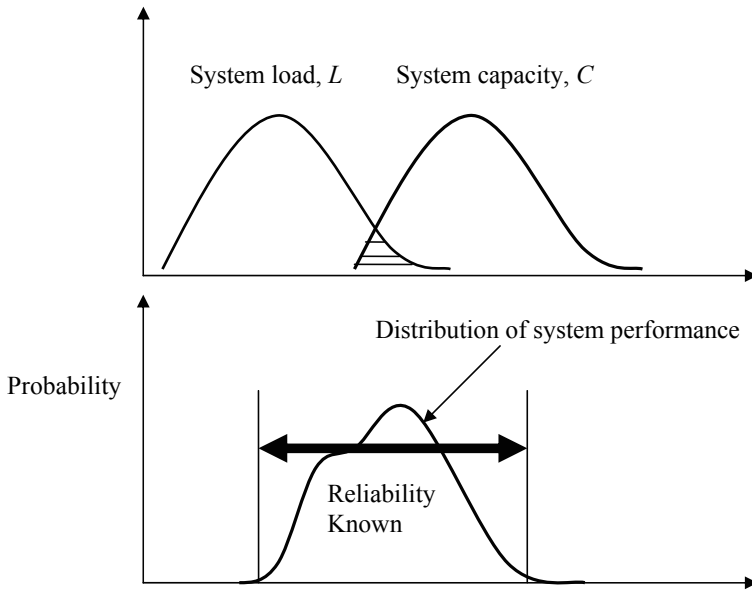 System load, L
System capacity, C
Distribution of system performance
Probability
Reliability
Known